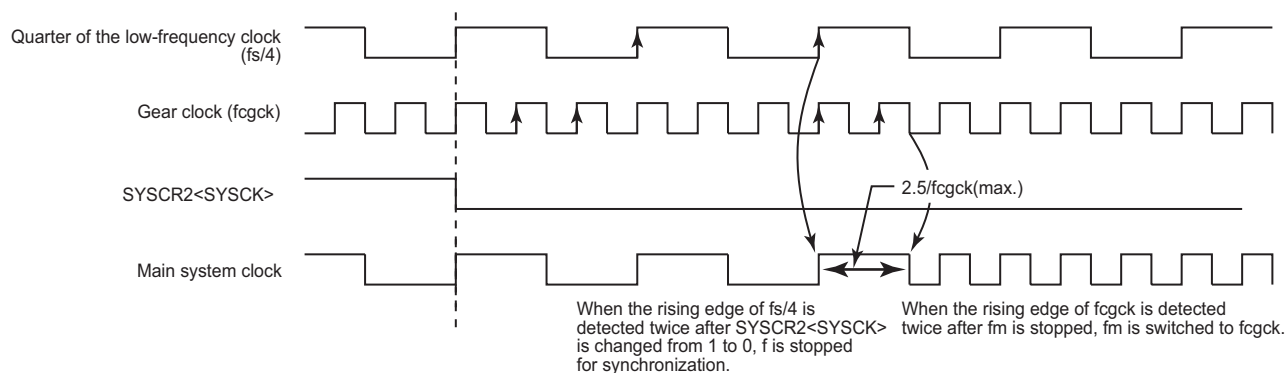 Quarter of the low-frequency clock
(fs/4)
Gear clock (fcgck)
SYSCR2<SYSCK>
2.5/fcgck(max.)
Main system clock
When the rising edge of fs/4 is
detected twice after SYSCR2<SYSCK>
is changed from 1 to 0, f is stopped
for synchronization.
When the rising edge of fcgck is detected
twice after fm is stopped, fm is switched to fcgck.